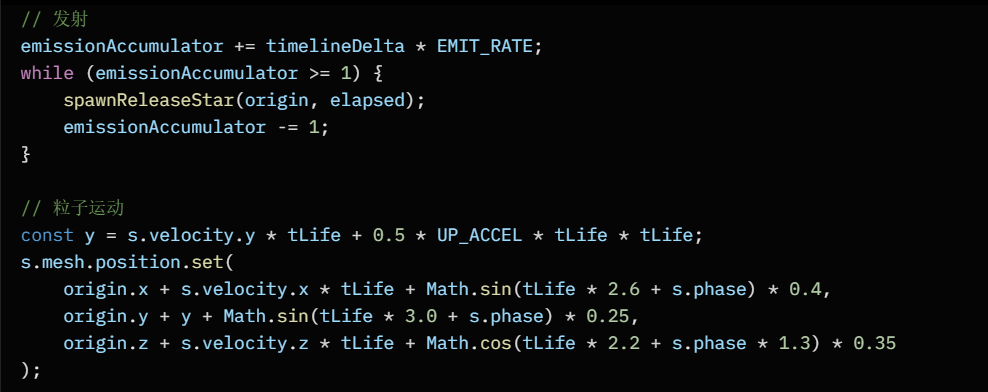 // 发射
emissionAccumulator += timelineDelta * EMIT_RATE;
while (emissionAccumulator >= 1) {
    spawnReleaseStar(origin, elapsed);
    emissionAccumulator -= 1;
}

// 粒子运动
const y = s.velocity.y * tLife + 0.5 * UP_ACCEL * tLife * tLife;
s.mesh.position.set(
    origin.x + s.velocity.x * tLife + Math.sin(tLife * 2.6 + s.phase) * 0.4,
    origin.y + y + Math.sin(tLife * 3.0 + s.phase) * 0.25,
    origin.z + s.velocity.z * tLife + Math.cos(tLife * 2.2 + s.phase * 1.3) * 0.35
);